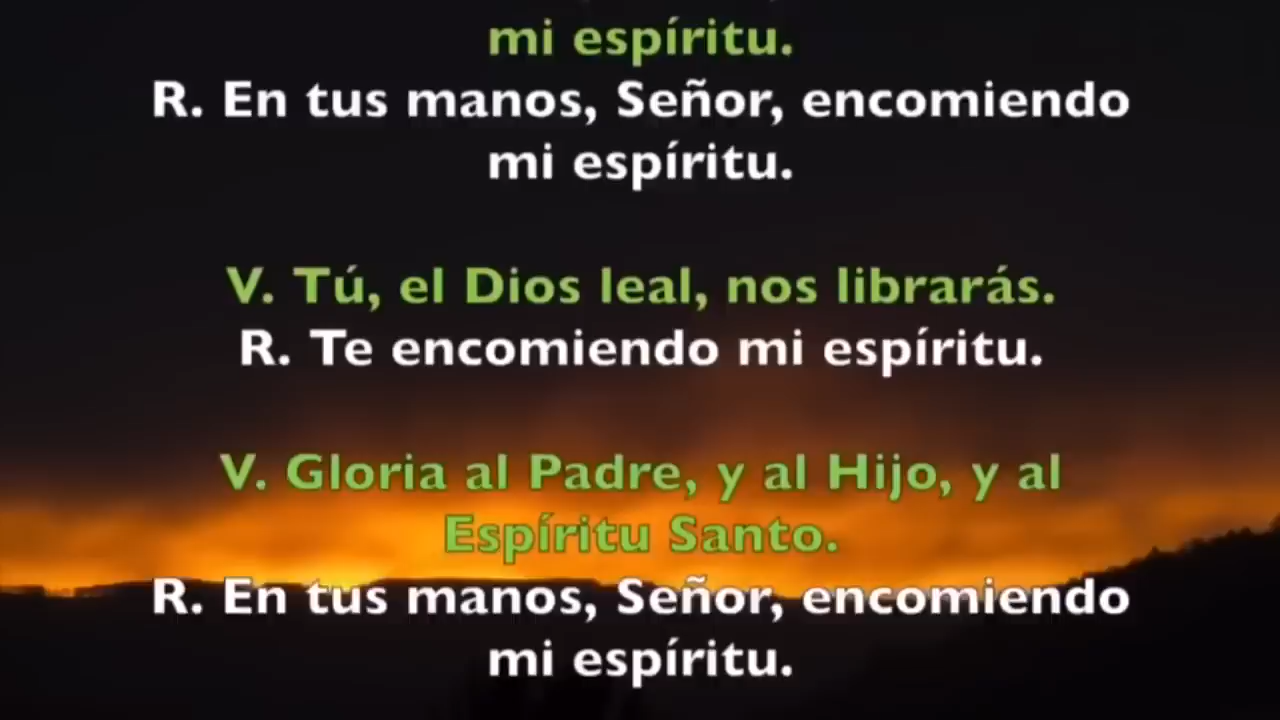 mi espíritu.
R. En tus manos, Señor, encomiendo
mi espíritu.
V. Tú, el Dios leal, nos librarás.
R. Te encomiendo mi espíritu.
V. Gloria al Padre, y al Hijo, y al
Espíritu Santo.
R. En tus manos, Señor, encomiendo
mi espíritu.